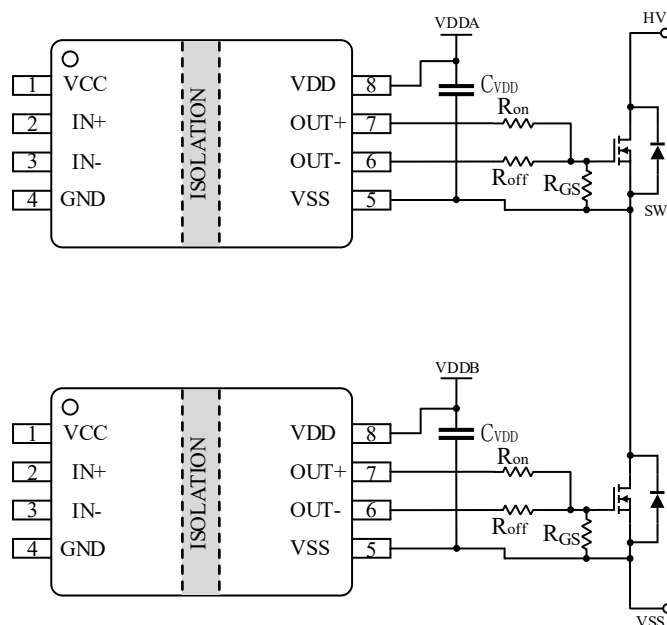 VDDA
HV
1 VCC
VDD 8
CVDD
2 IN+
OUT+ 7
Ron
3 IN-
OUT- 6
Roff
RGS
4 GND
VSS 5
SW
ISOLATION
VDDB
1 VCC
VDD 8
CVDD
2 IN+
OUT+ 7
Ron
3 IN-
OUT- 6
Roff
RGS
4 GND
VSS 5
ISOLATION
VSS